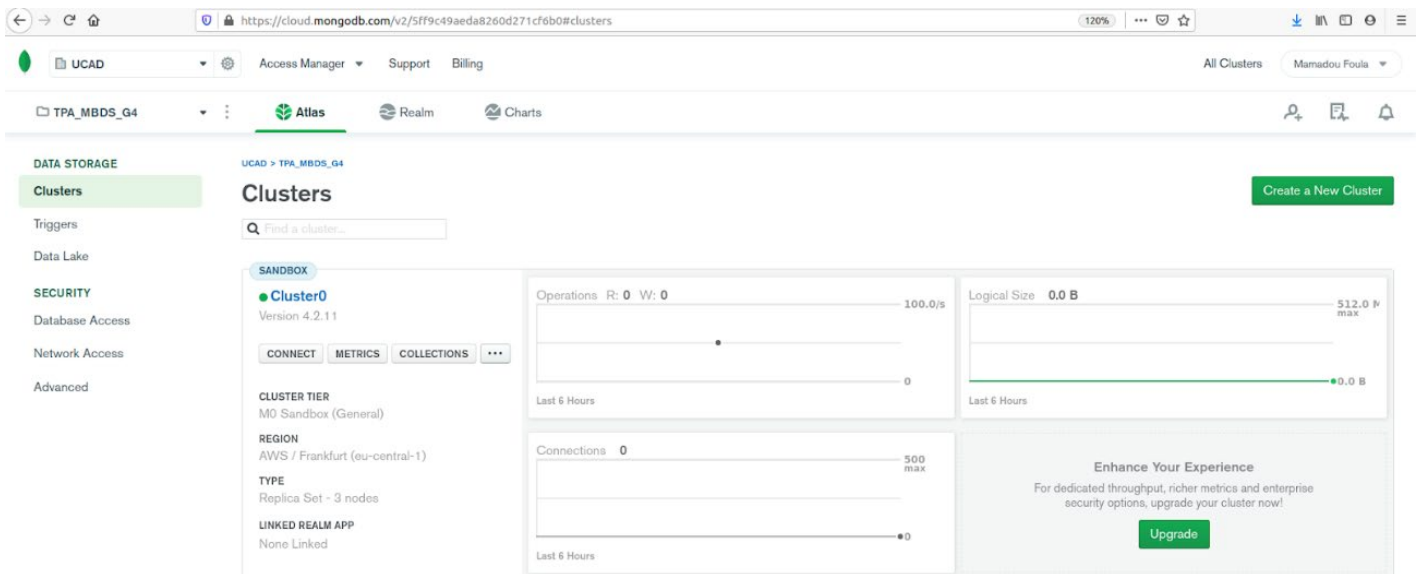 https://cloud.mongodb.com/v2/5ff9c49aeda8260d271cf6b0#clusters 120%
UCAD Access Manager Support Billing All Clusters Mamadou Foula
TPA_MBDS_G4 Atlas Realm Charts
DATA STORAGE
Clusters
Triggers
Data Lake
SECURITY
Database Access
Network Access
Advanced
UCAD > TPA_MBDS_G4
Clusters
Create a New Cluster
Find a cluster...
SANDBOX
Cluster0
Version 4.2.11
CONNECT METRICS COLLECTIONS ...
CLUSTER TIER
M0 Sandbox (General)
REGION
AWS / Frankfurt (eu-central-1)
TYPE
Replica Set - 3 nodes
LINKED REALM APP
None Linked
Operations R: 0 W: 0
100.0/s
0
Last 6 Hours
Logical Size 0.0 B
512.0 M
max
0.0 B
Last 6 Hours
Connections 0
500
max
0
Last 6 Hours
Enhance Your Experience
For dedicated throughput, richer metrics and enterprise
security options, upgrade your cluster now!
Upgrade